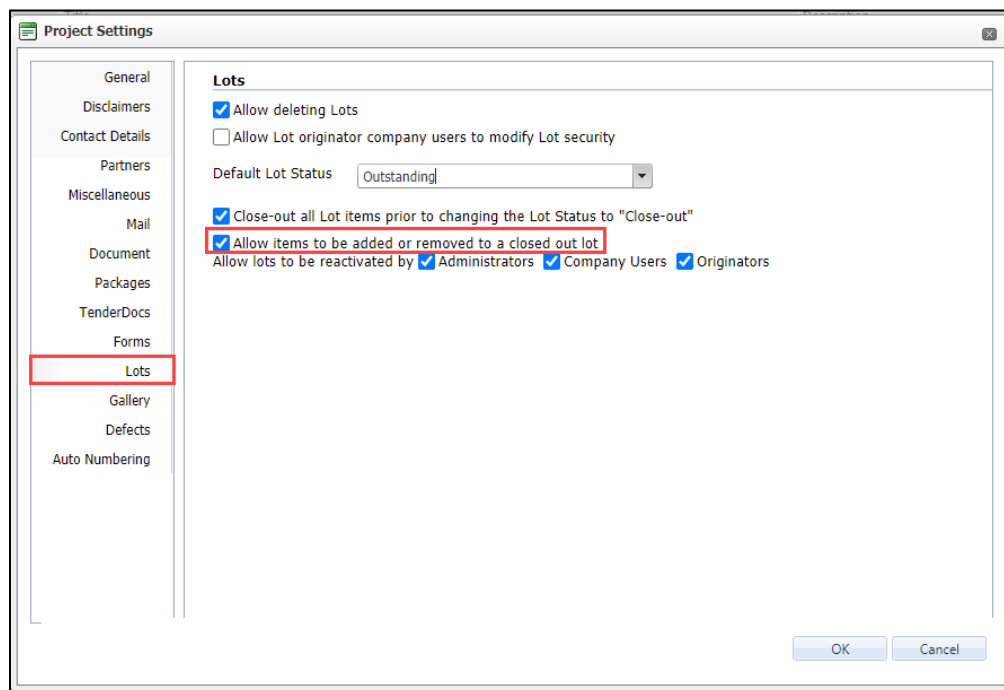 Project Settings
General
Disclaimers
Contact Details
Partners
Miscellaneous
Mail
Document
Packages
TenderDocs
Forms
Lots
Gallery
Defects
Auto Numbering
Lots
Allow deleting Lots
Allow Lot originator company users to modify Lot security
Default Lot Status Outstanding
Close-out all Lot items prior to changing the Lot Status to "Close-out"
Allow items to be added or removed to a closed out lot
Allow lots to be reactivated by Administrators Company Users Originators
OK Cancel